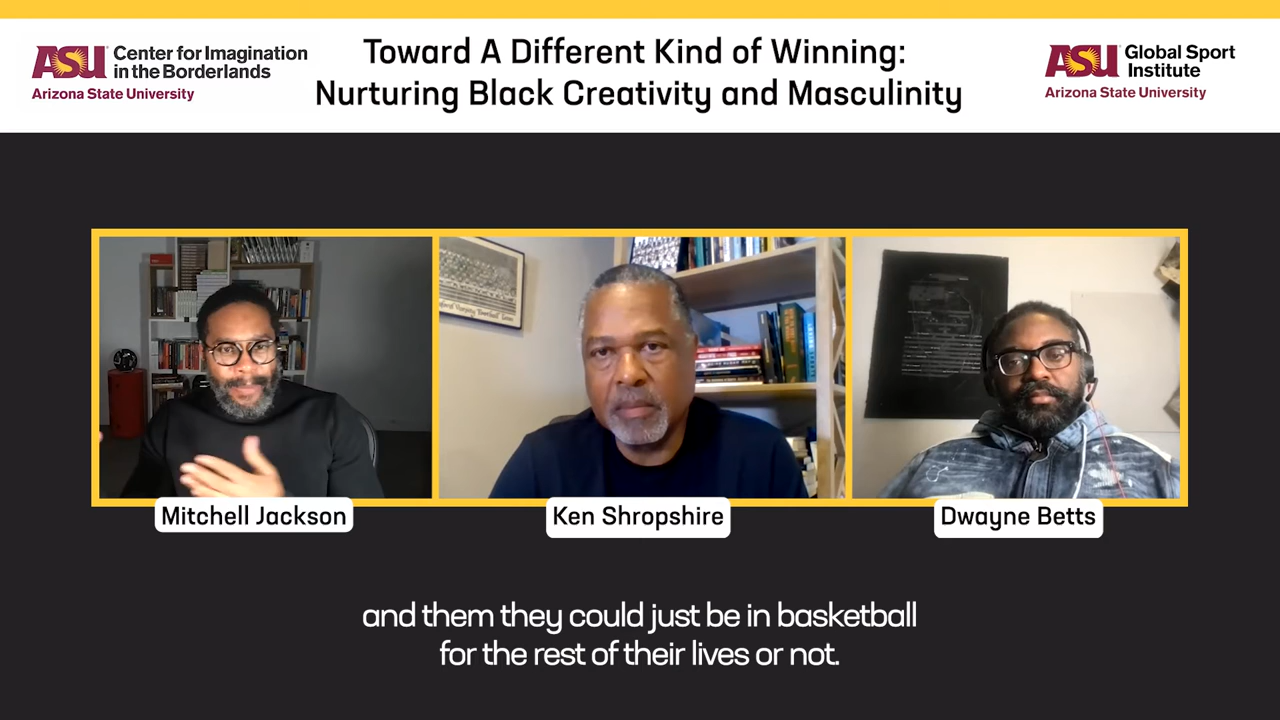 ASU Center for Imagination
in the Borderlands
Arizona State University
Toward A Different Kind of Winning:
Nurturing Black Creativity and Masculinity
ASU Global Sport
Institute
Arizona State University
Mitchell Jackson
Ken Shropshire
Dwayne Betts
and them they could just be in basketball
for the rest of their lives or not.